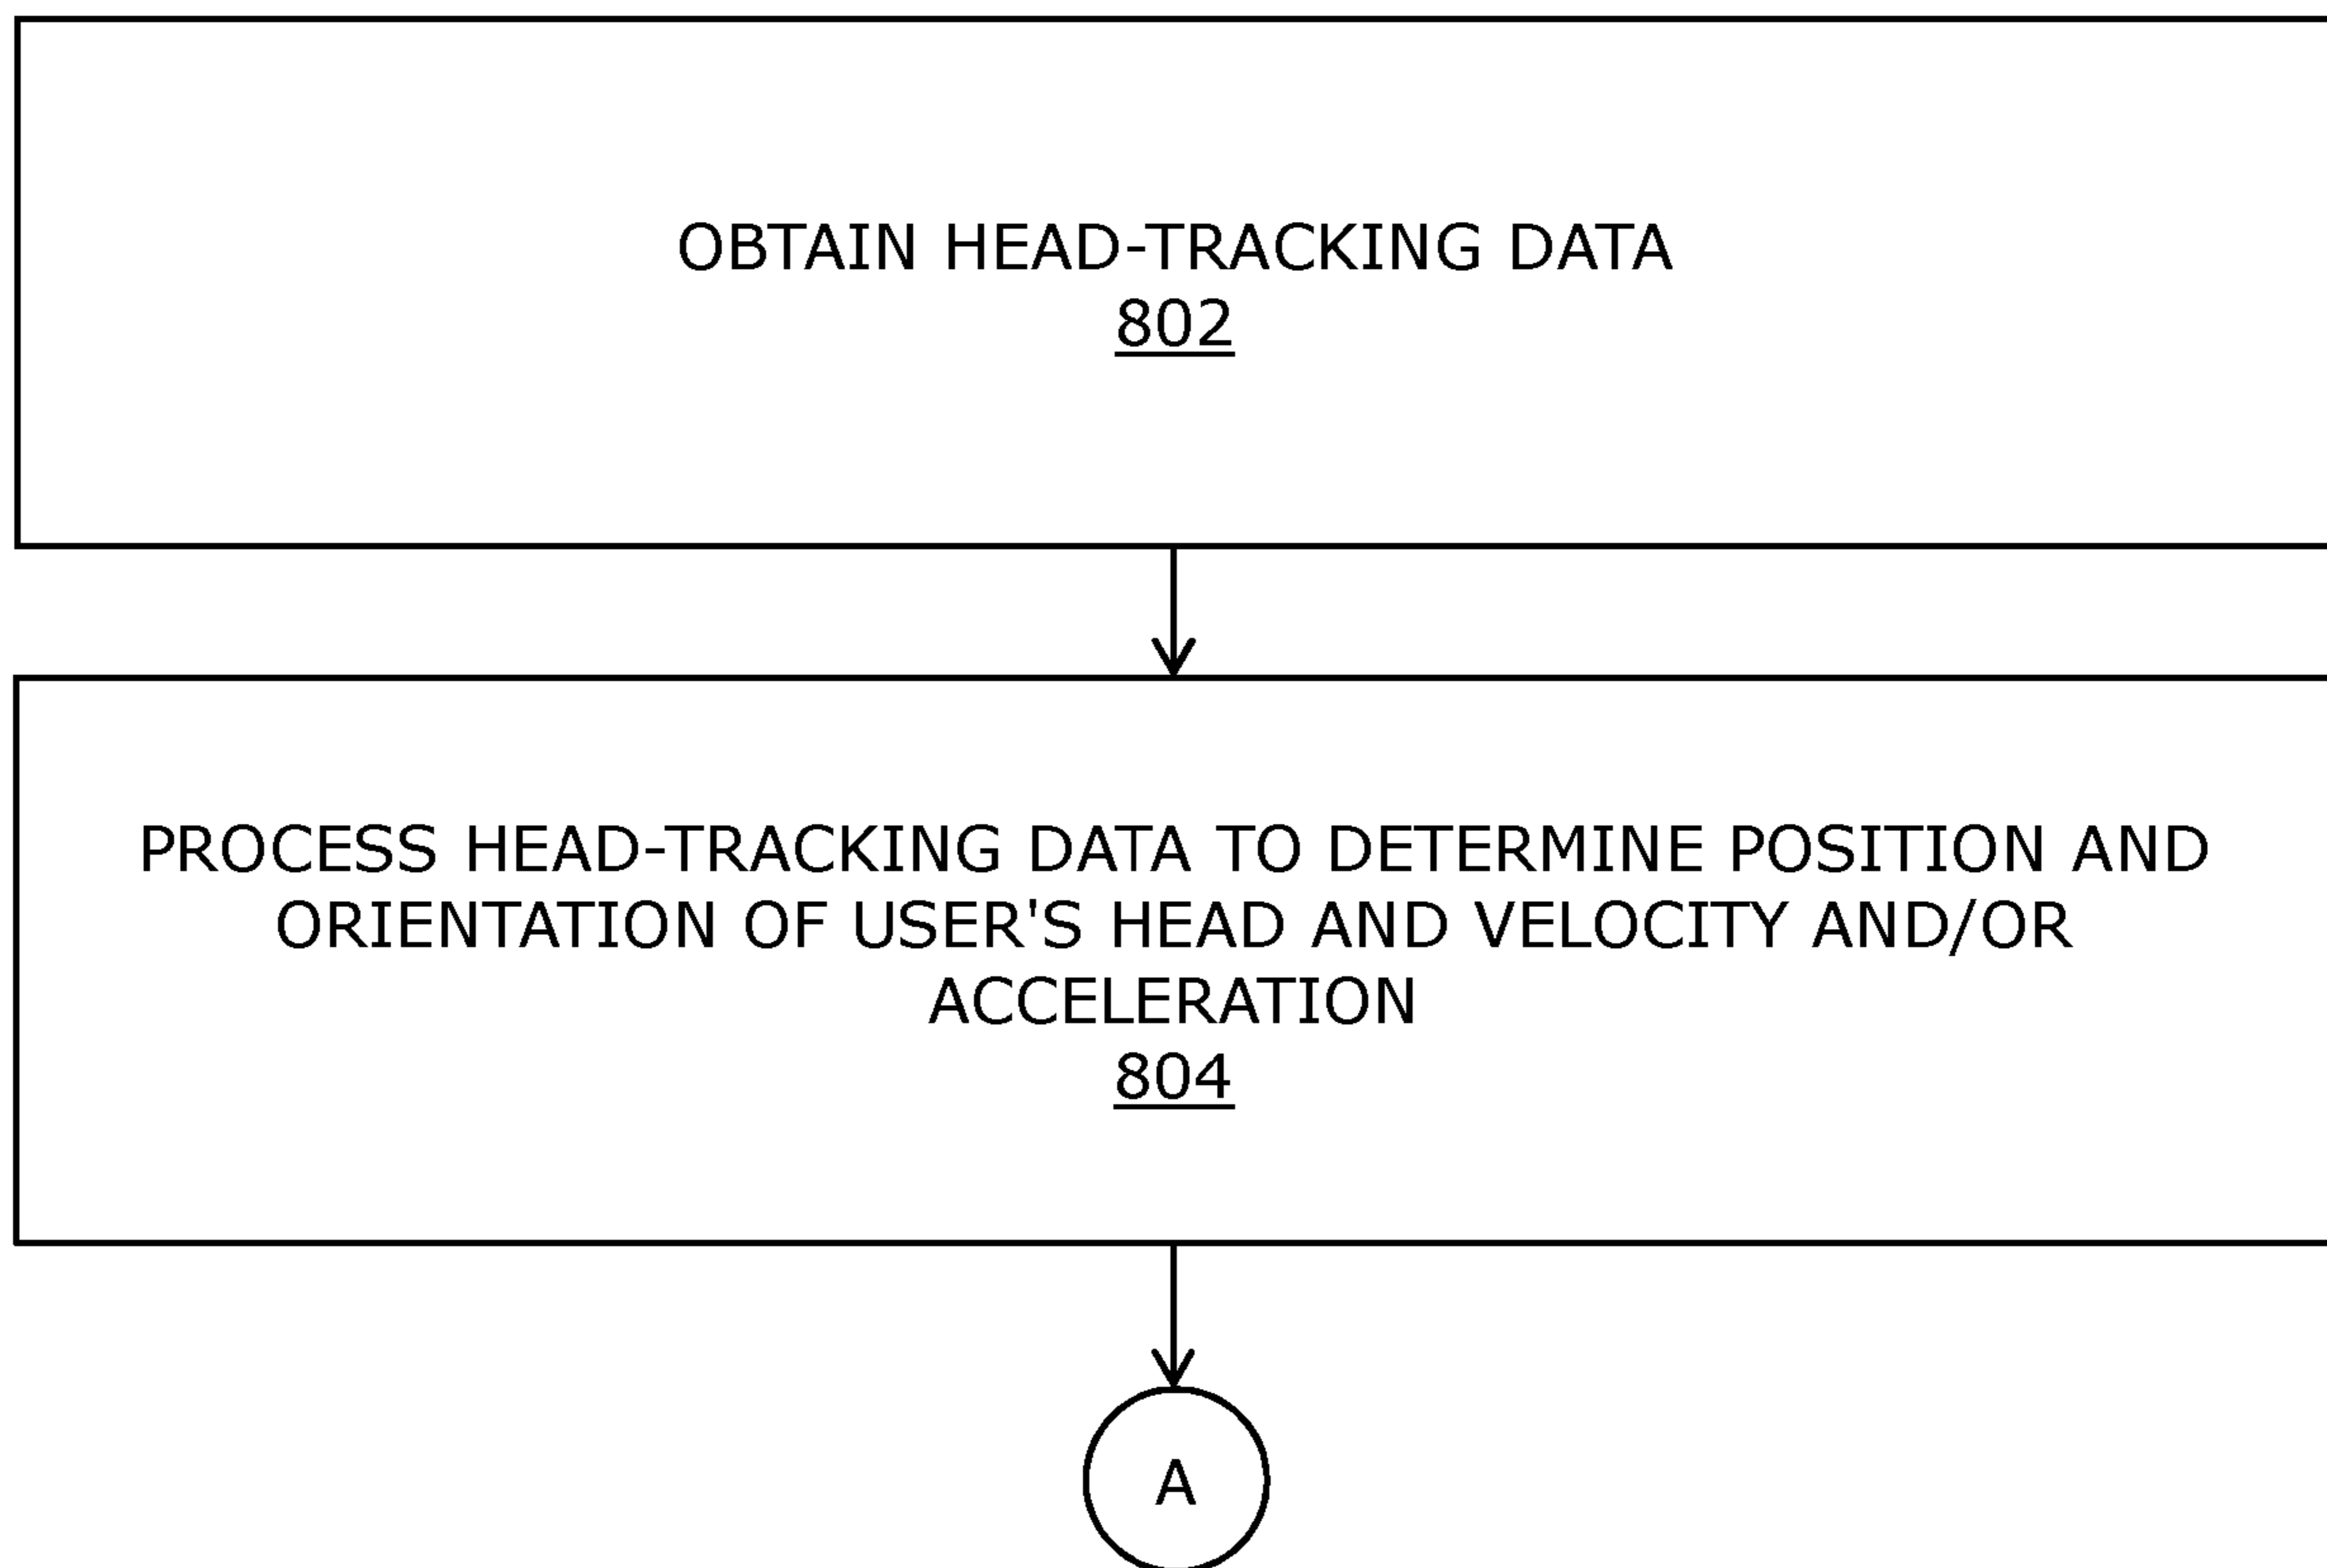 OBTAIN HEAD-TRACKING DATA
802
PROCESS HEAD-TRACKING DATA TO DETERMINE POSITION AND
ORIENTATION OF USER'S HEAD AND VELOCITY AND/OR
ACCELERATION
804
A